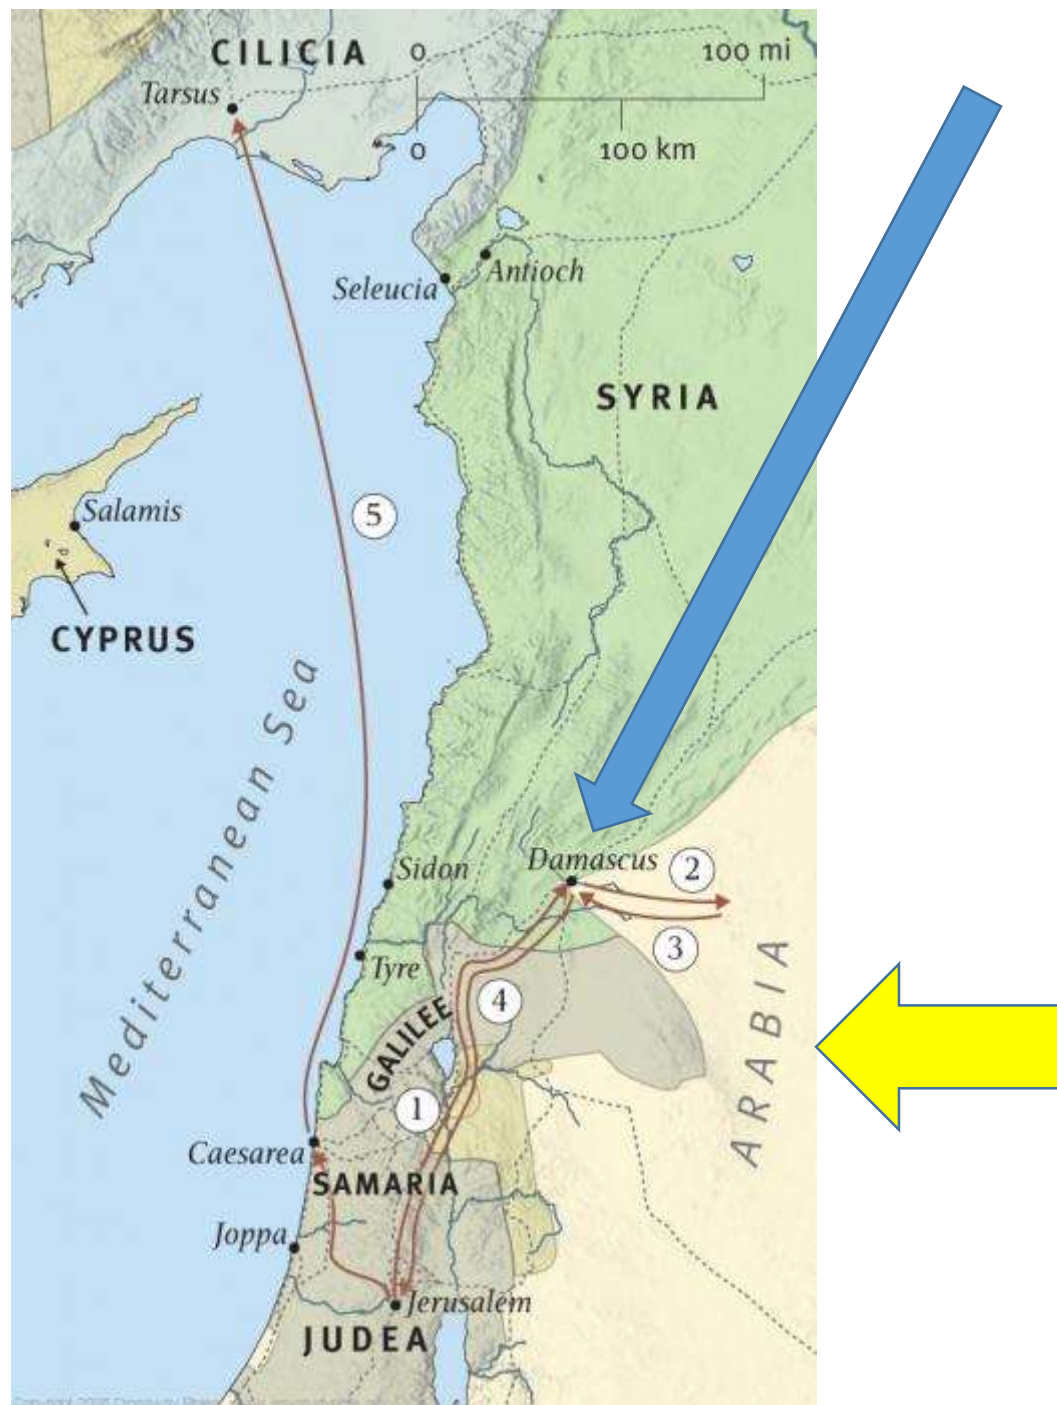 CILICIA
0
100 mi
Tarsus
0
100 km
Antioch
Seleucia
SYRIA
Salamis
5
CYPRUS
Mediterranean Sea
Damascus
2
Sidon
3
Tyre
4
GALILEE
ARABIA
1
Caesarea
SAMARIA
Joppa
Jerusalem
JUDEA